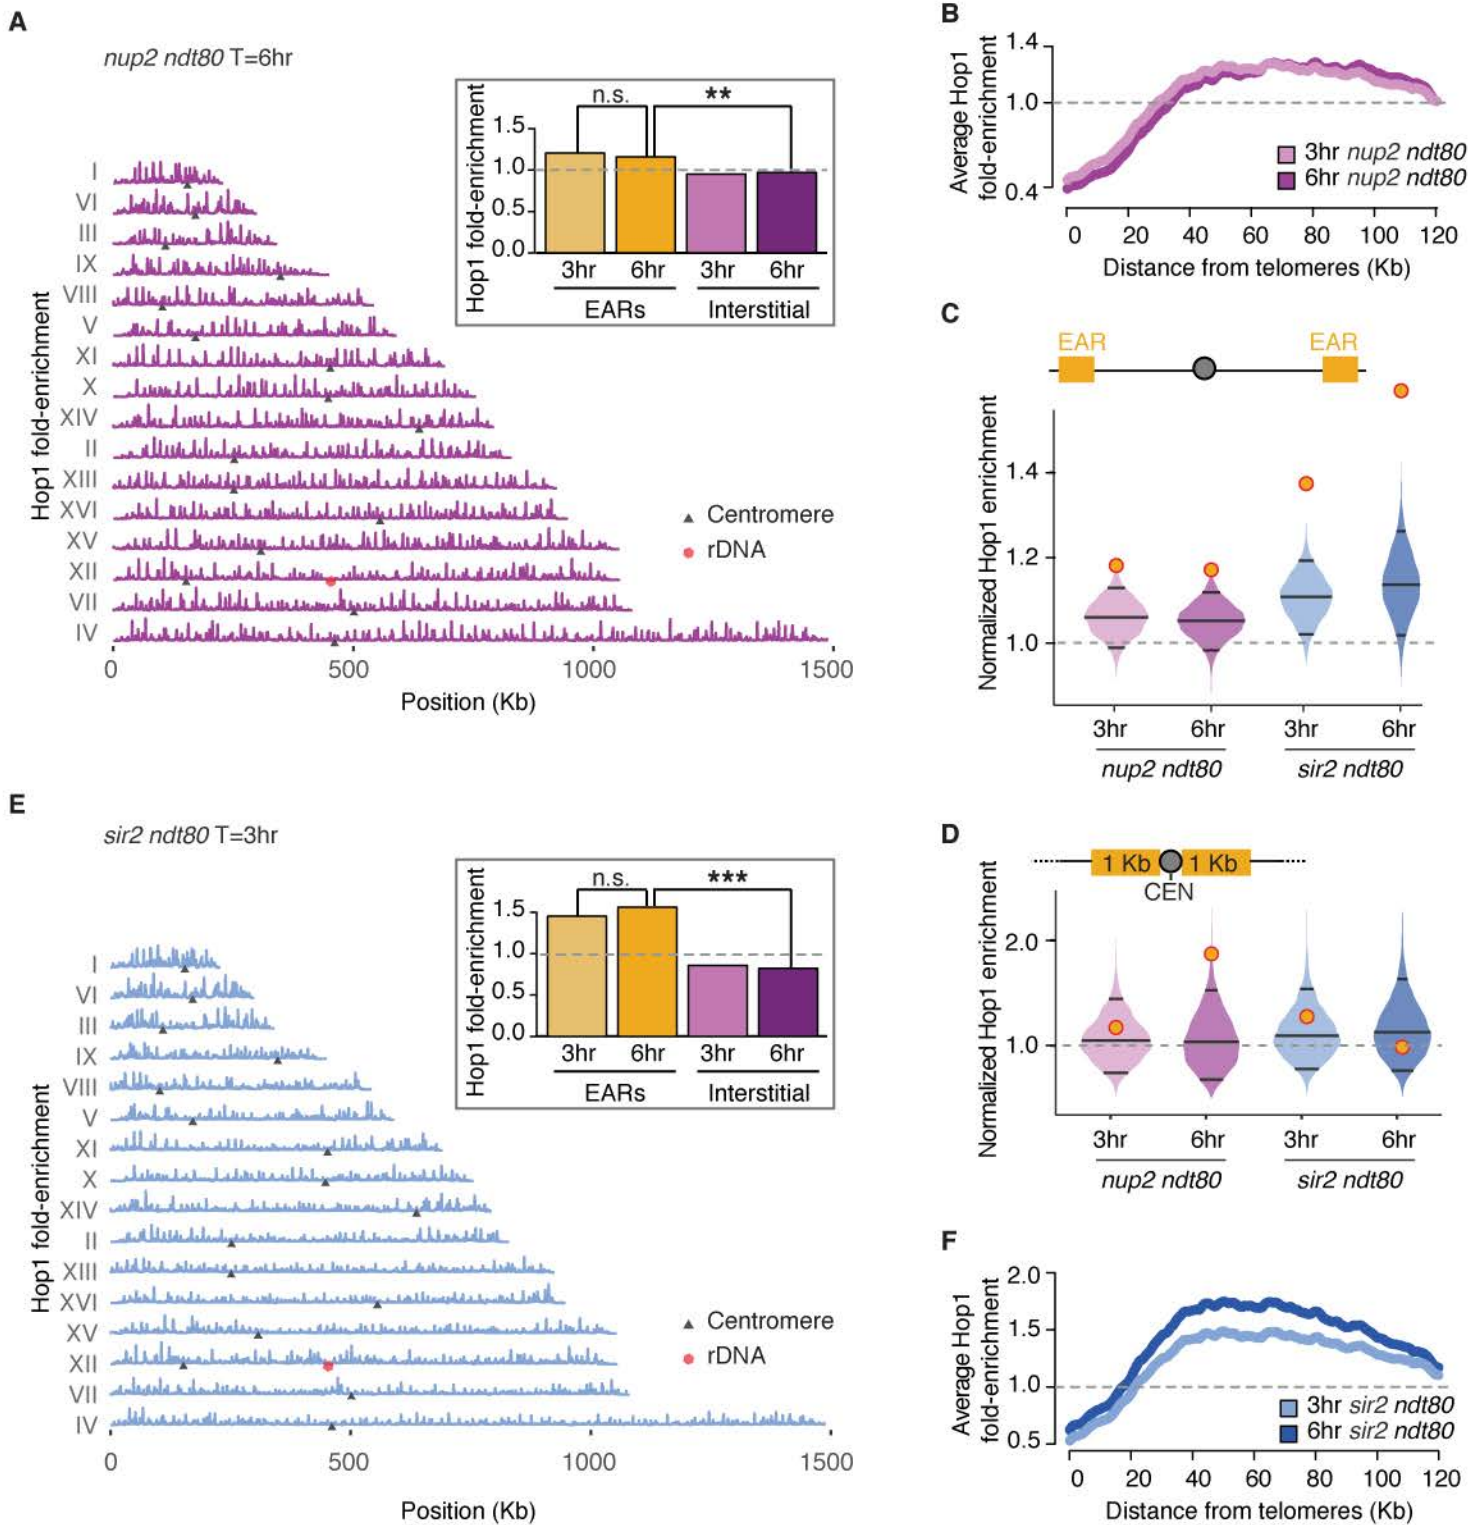 A
nup2 ndt80 T=6hr
Hop1 fold-enrichment
I
VI
III
IX
VIII
V
XI
X
XIV
II
XIII
XVI
XV
XII
VII
IV
0
500
1000
1500
Position (Kb)
Centromere
rDNA
Hop1 fold-enrichment
1.5
1.0
0.5
0.0
n.s.
**
3hr
6hr
3hr
6hr
EARs
Interstitial
B
Average Hop1
fold-enrichment
1.4
1.0
0.4
3hr nup2 ndt80
6hr nup2 ndt80
0
20
40
60
80
100
120
Distance from telomeres (Kb)
C
EAR
EAR
Normalized Hop1 enrichment
1.4
1.2
1.0
3hr
6hr
3hr
6hr
nup2 ndt80
sir2 ndt80
E
sir2 ndt80 T=3hr
Hop1 fold-enrichment
I
VI
III
IX
VIII
V
XI
X
XIV
II
XIII
XVI
XV
XII
VII
IV
0
500
1000
1500
Position (Kb)
Centromere
rDNA
Hop1 fold-enrichment
1.5
1.0
0.5
0.0
n.s.
***
3hr
6hr
3hr
6hr
EARs
Interstitial
D
1 Kb
1 Kb
CEN
Normalized Hop1 enrichment
2.0
1.0
3hr
6hr
3hr
6hr
nup2 ndt80
sir2 ndt80
F
Average Hop1
fold-enrichment
2.0
1.5
1.0
0.5
3hr sir2 ndt80
6hr sir2 ndt80
0
20
40
60
80
100
120
Distance from telomeres (Kb)